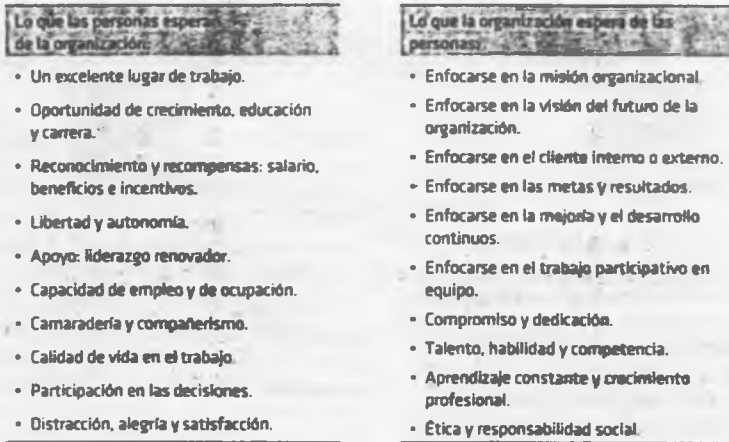 Lo que las personas esperan
de la organización:
• Un excelente lugar de trabajo.
• Oportunidad de crecimiento, educación
y carrera.
• Reconocimiento y recompensas: salario,
beneficios e incentivos.
• Libertad y autonomía.
• Apoyo: liderazgo renovador.
• Capacidad de empleo y de ocupación.
• Camaradería y compañerismo.
• Calidad de vida en el trabajo.
• Participación en las decisiones.
• Distracción, alegría y satisfacción.
Lo que la organización espera de las
personas:
• Enfocarse en la misión organizacional.
• Enfocarse en la visión del futuro de la
organización.
• Enfocarse en el cliente interno o externo.
• Enfocarse en las metas y resultados.
• Enfocarse en la mejoría y el desarrollo
continuos.
• Enfocarse en el trabajo participativo en
equipo.
• Compromiso y dedicación.
• Talento, habilidad y competencia.
• Aprendizaje constante y crecimiento
profesional.
• Ética y responsabilidad social.